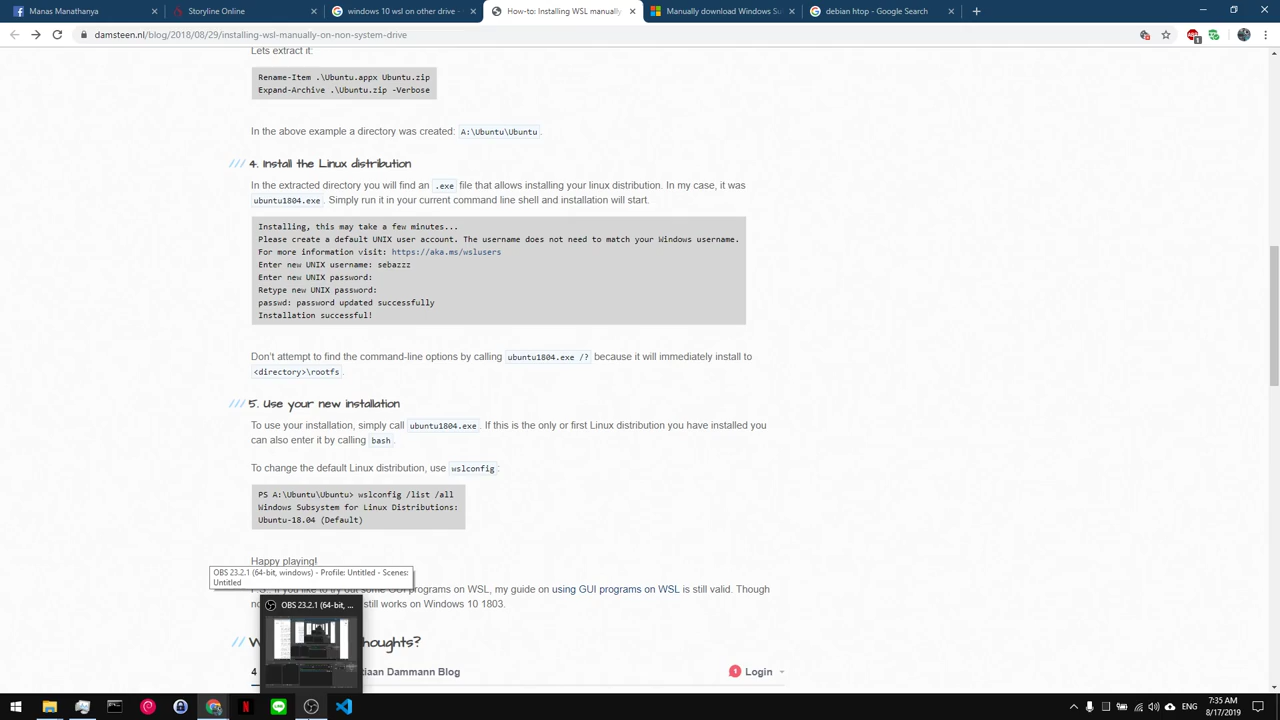 Manas Manathanya
Storyline Online
windows 10 wsl on other drive -
How-to: Installing WSL manually
Manually download Windows Su
debian htop - Google Search
damsteen.nl/blog/2018/08/29/installing-wsl-manually-on-non-system-drive
1
Lets extract it:
Rename-Item .\Ubuntu.appx Ubuntu.zip
Expand-Archive .\Ubuntu.zip -Verbose
In the above example a directory was created: A:\Ubuntu\Ubuntu.
/// 4. Install the Linux distribution
In the extracted directory you will find an .exe file that allows installing your linux distribution. In my case, it was
ubuntu1804.exe. Simply run it in your current command line shell and installation will start.
Installing, this may take a few minutes...
Please create a default UNIX user account. The username does not need to match your Windows username.
For more information visit: https://aka.ms/wslusers
Enter new UNIX username: sebazzz
Enter new UNIX password:
Retype new UNIX password:
passwd: password updated successfully
Installation successful!
Don't attempt to find the command-line options by calling ubuntu1804.exe /? because it will immediately install to
<directory>\rootfs.
/// 5. Use your new installation
To use your installation, simply call ubuntu1804.exe. If this is the only or first Linux distribution you have installed you
can also enter it by calling bash.
To change the default Linux distribution, use wslconfig:
PS A:\Ubuntu\Ubuntu> wslconfig /list /all
Windows Subsystem for Linux Distributions:
Ubuntu-18.04 (Default)
Happy playing!
OBS 23.2.1 (64-bit, windows) - Profile: Untitled - Scenes:
Untitled
programs on WSL, my guide on using GUI programs on WSL is still valid. Though
still works on Windows 10 1803.
OBS 23.2.1 (64-bit, ...
// W houghts?
4 tiaan Dammann Blog
1 Login
ENG
7:35 AM
8/17/2019